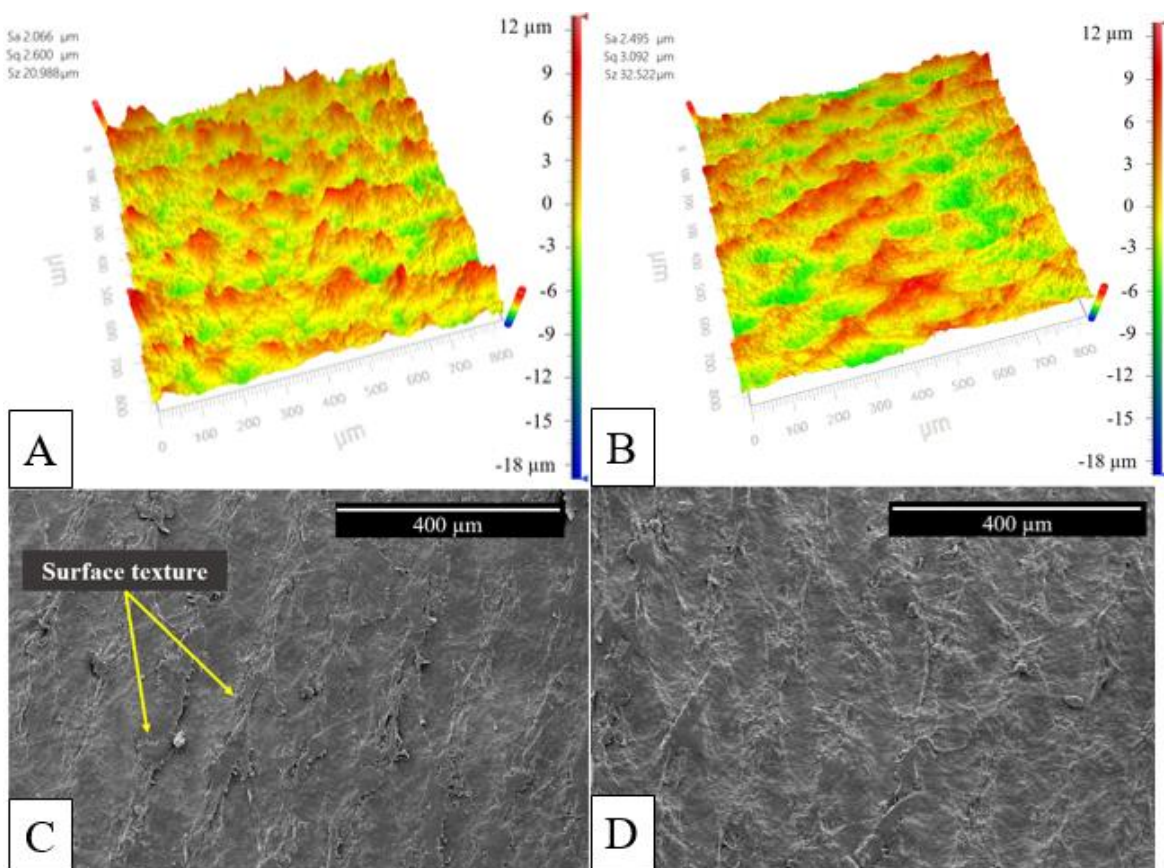 Sa 2.066 µm
Sq 2.600 µm
Sz 20.988µm
12 µm
9
6
3
0
-3
-6
-9
-12
-15
-18 µm
µm
0 100 200 300 400 500 600 700 800
µm
A
Sa 2.495 µm
Sq 3.092 µm
Sz 32.522µm
12 µm
9
6
3
0
-3
-6
-9
-12
-15
-18 µm
µm
0 100 200 300 400 500 600 700 800
µm
B
400 µm
Surface texture
C
400 µm
D